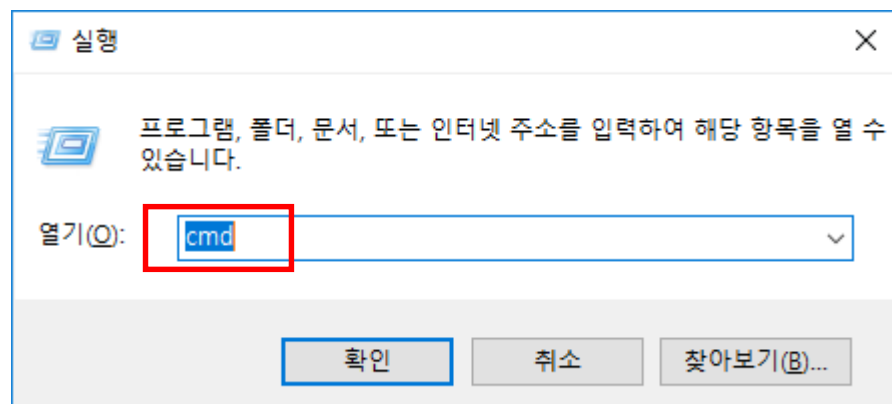 실행
프로그램, 폴더, 문서, 또는 인터넷 주소를 입력하여 해당 항목을 열 수
있습니다.
열기(O): cmd
확인 취소 찾아보기(B)...